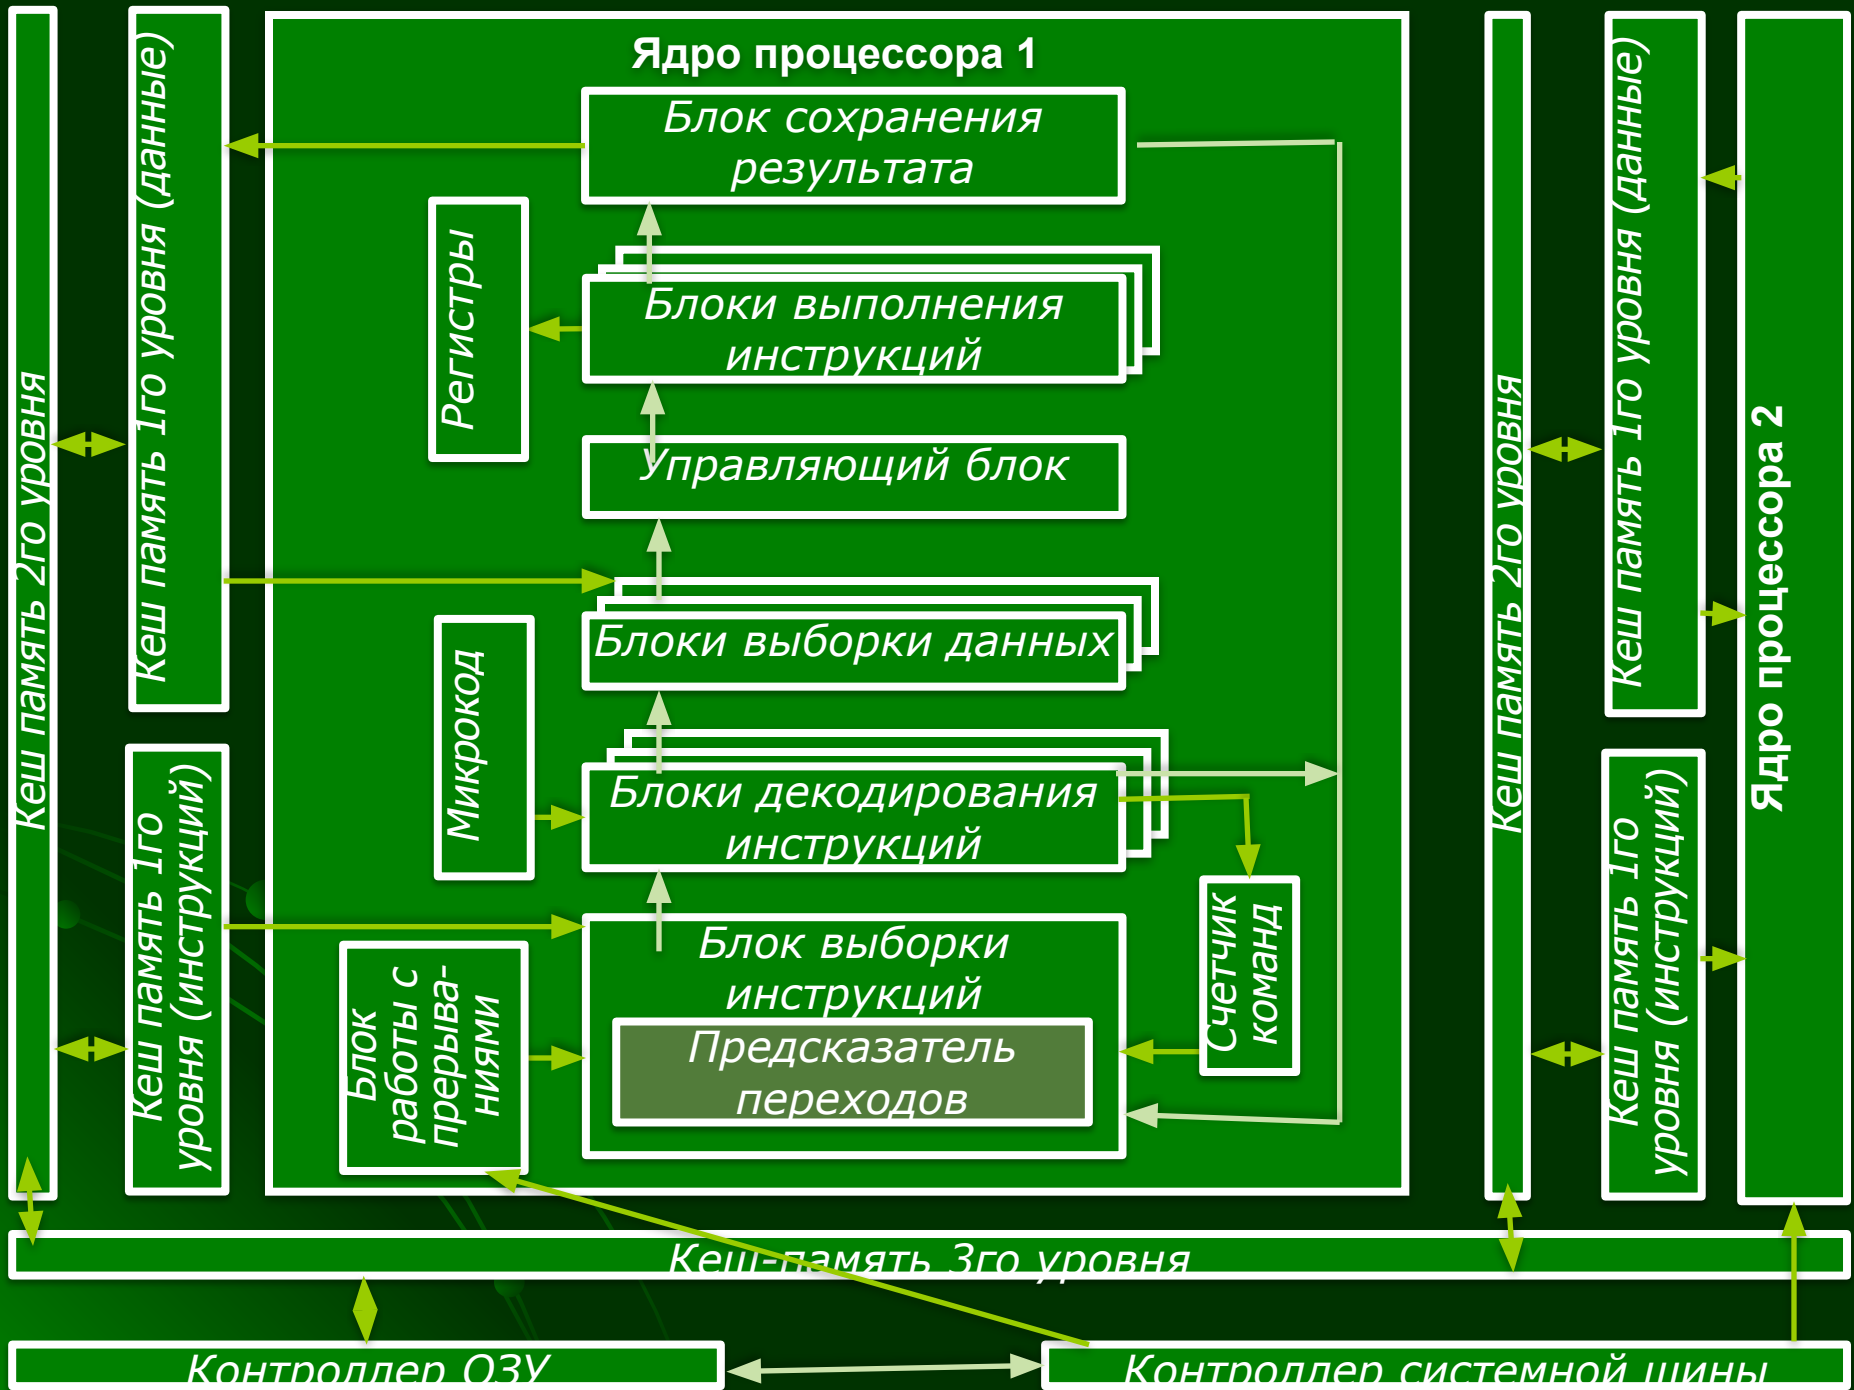 Кеш память 2го уровня
Кеш память 1го уровня (данные)
Кеш память 1го
уровня (инструкций)
Ядро процессора 1
Блок сохранения
результата
Регистры
Блоки выполнения
инструкций
Управляющий блок
Блоки выборки данных
Микрокод
Блоки декодирования
инструкций
Счетчик
команд
Блок
работы с
прерыва-
ниями
Блок выборки
инструкций
Предсказатель
переходов
Кеш память 2го уровня
Кеш память 1го уровня (данные)
Кеш память 1го
уровня (инструкций)
Ядро процессора 2
Кеш-память 3го уровня
Контроллер ОЗУ
Контроллер системной шины